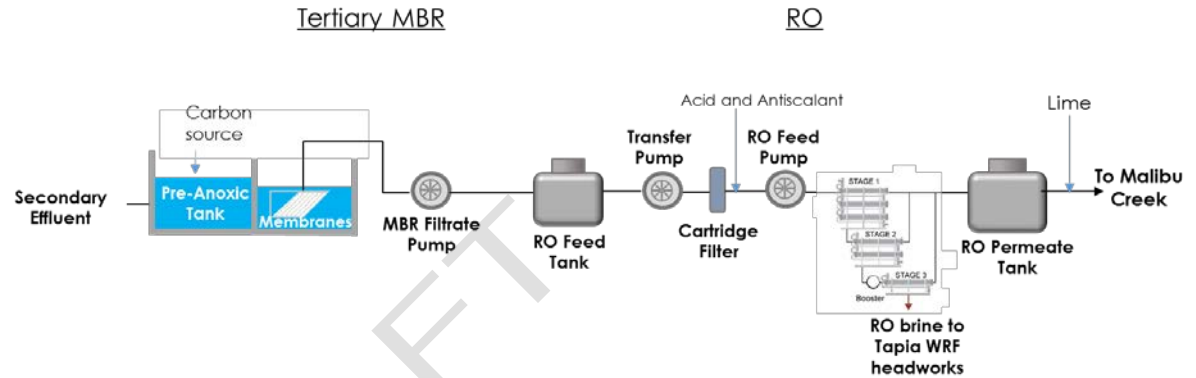 Tertiary MBR
RO
Carbon
source
Acid and Antiscalant
Lime
Transfer
Pump
RO Feed
Pump
Secondary
Effluent
Pre-Anoxic
Tank
Membranes
MBR Filtrate
Pump
RO Feed
Tank
Cartridge
Filter
STAGE 1
STAGE 2
STAGE 3
Booster
RO brine to
Tapia WRF
headworks
RO Permeate
Tank
To Malibu
Creek
FT